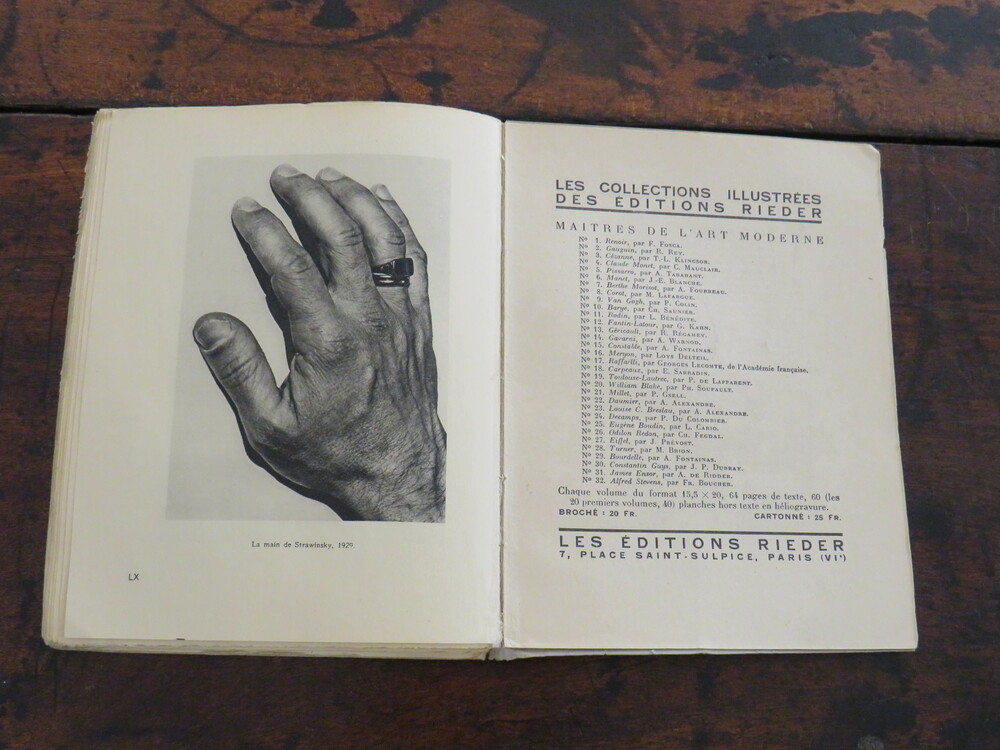 La main de Strawinsky, 1929.
LX
LES COLLECTIONS ILLUSTRÉES
DES ÉDITIONS RIEDER
MAITRES DE L'ART MODERNE
Nº 1. Renoir, par F. Fosca.
Nº 2. Gauguin, par R. Rey.
Nº 3. Cézanne, par T.-L. Klingsor.
Nº 4. Claude Monet, par C. Mauclair.
Nº 5. Pissarro, par A. Tabarant.
Nº 6. Manet, par J.-E. Blanche.
Nº 7. Berthe Morisot, par A. Fourreau.
Nº 8. Corot, par M. Lafargue.
Nº 9. Van Gogh, par P. Colin.
Nº 10. Barye, par Ch. Saunier.
Nº 11. Rodin, par L. Bénédite.
Nº 12. Fantin-Latour, par G. Kahn.
Nº 13. Géricault, par R. Régamey.
Nº 14. Gavarni, par A. Warnod.
Nº 15. Constable, par A. Fontainas.
Nº 16. Meryon, par Loys Delteil.
Nº 17. Raffaëlli, par Georges Lecomte, de l'Académie française.
Nº 18. Carpeaux, par E. Sarradin.
Nº 19. Toulouse-Lautrec, par P. de Lapparent.
Nº 20. William Blake, par Ph. Soupault.
Nº 21. Millet, par P. Gsell.
Nº 22. Daumier, par A. Alexandre.
Nº 23. Louise C. Breslau, par A. Alexandre.
Nº 24. Decamps, par P. Du Colombier.
Nº 25. Eugène Boudin, par L. Cario.
Nº 26. Odilon Redon, par Ch. Fegdal.
Nº 27. Eiffel, par J. Prévost.
Nº 28. Turner, par M. Brion.
Nº 29. Bourdelle, par A. Fontainas.
Nº 30. Constantin Guys, par J. P. Dubray.
Nº 31. James Ensor, par A. de Ridder.
Nº 32. Alfred Stevens, par Fr. Boucher.
Chaque volume du format 15,5 × 20, 64 pages de texte, 60 (les
20 premiers volumes, 40) planches hors texte en héliogravure.
BROCHÉ : 20 FR. CARTONNÉ : 25 FR.
LES ÉDITIONS RIEDER
7, PLACE SAINT-SULPICE, PARIS (VIᵉ)